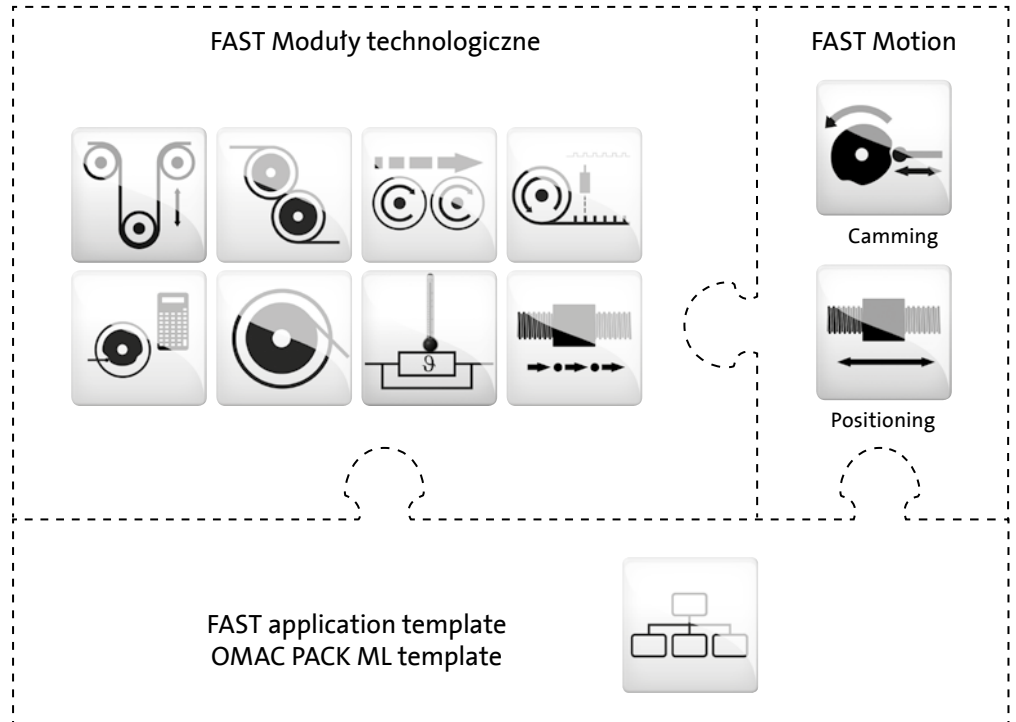 FAST Moduły technologiczne
FAST Motion
Camming
ϑ
Positioning
FAST application template
OMAC PACK ML template